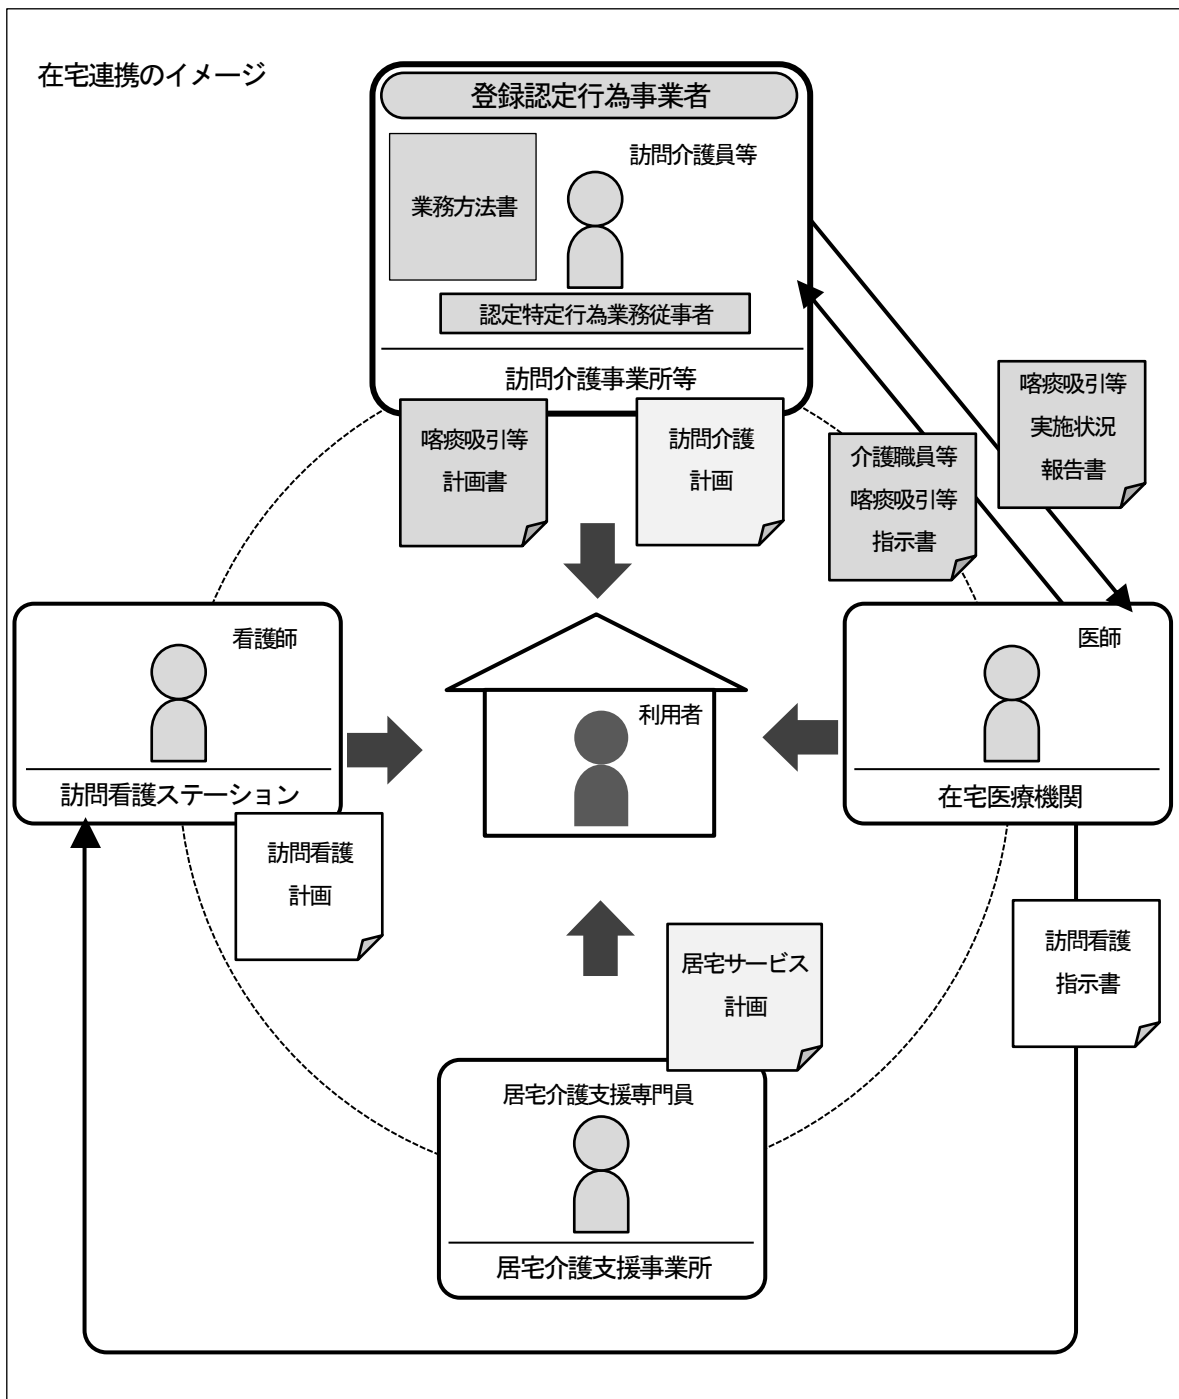 在宅連携のイメージ
登録認定行為事業者
訪問介護員等
業務方法書
認定特定行為業務従事者
訪問介護事業所等
喀痰吸引等
計画書
訪問介護
計画
介護職員等
喀痰吸引等
指示書
喀痰吸引等
実施状況
報告書
看護師
訪問看護ステーション
訪問看護
計画
利用者
医師
在宅医療機関
訪問看護
指示書
居宅サービス
計画
居宅介護支援専門員
居宅介護支援事業所